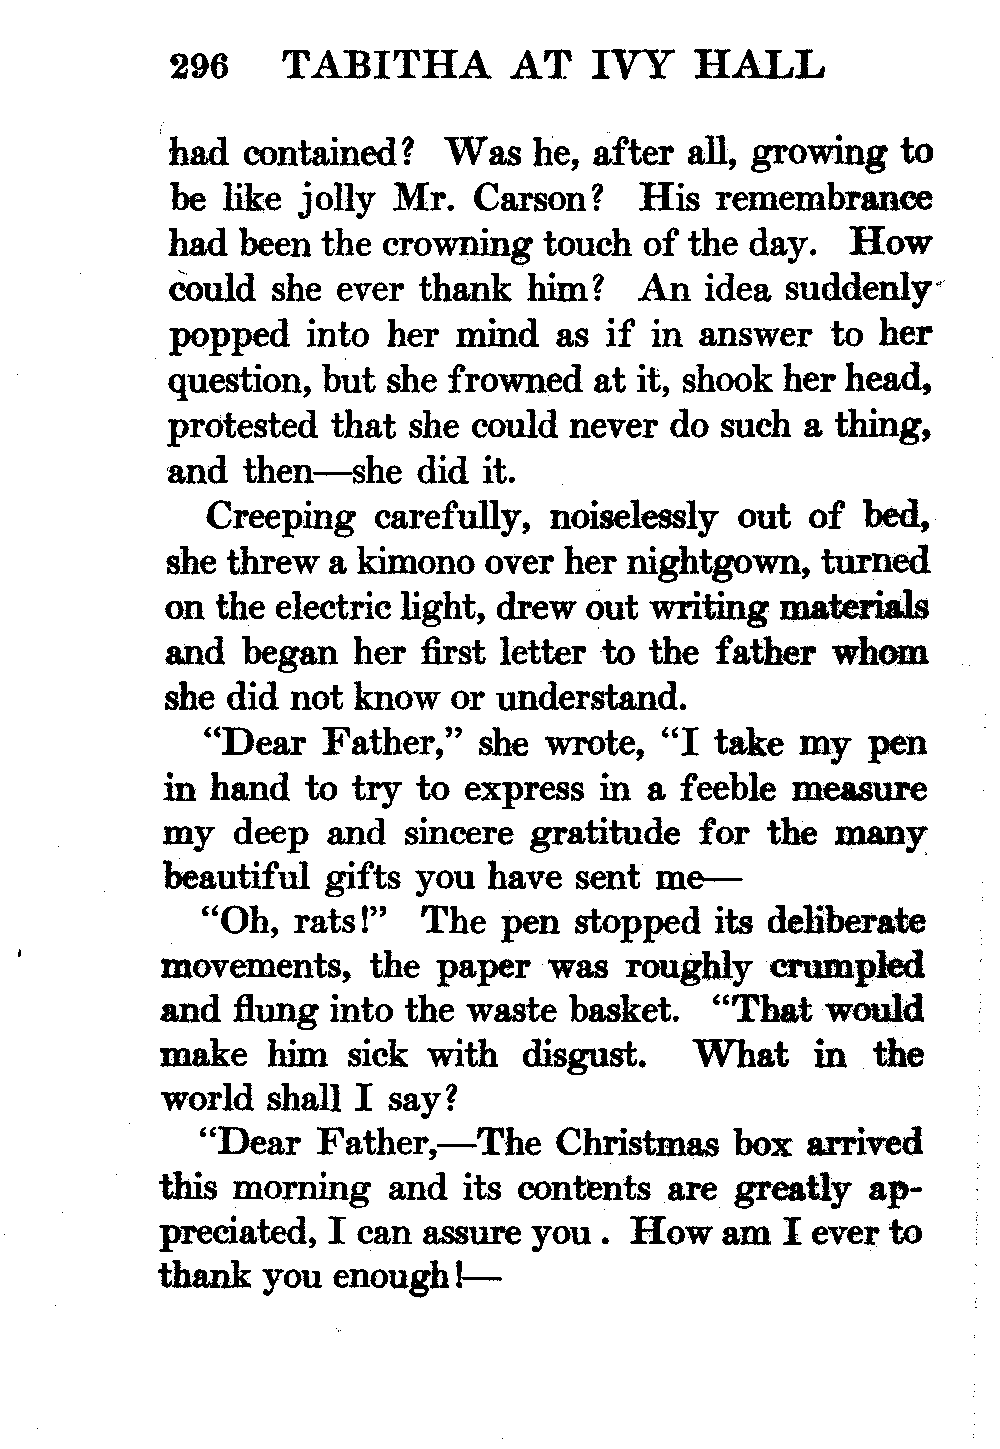 296 TABITHA AT IVY HALL
had contained? Was he, after all, growing to
be like jolly Mr. Carson? His remembrance
had been the crowning touch of the day. How
could she ever thank him? An idea suddenly
popped into her mind as if in answer to her
question, but she frowned at it, shook her head,
protested that she could never do such a thing,
and then—she did it.
Creeping carefully, noiselessly out of bed,
she threw a kimono over her nightgown, turned
on the electric light, drew out writing materials
and began her first letter to the father whom
she did not know or understand.
"Dear Father," she wrote, "I take my pen
in hand to try to express in a feeble measure
my deep and sincere gratitude for the many
beautiful gifts you have sent me—
"Oh, rats!" The pen stopped its deliberate
movements, the paper was roughly crumpled
and flung into the waste basket. "That would
make him sick with disgust. What in the
world shall I say?
"Dear Father,—The Christmas box arrived
this morning and its contents are greatly ap-
preciated, I can assure you . How am I ever to
thank you enough!—